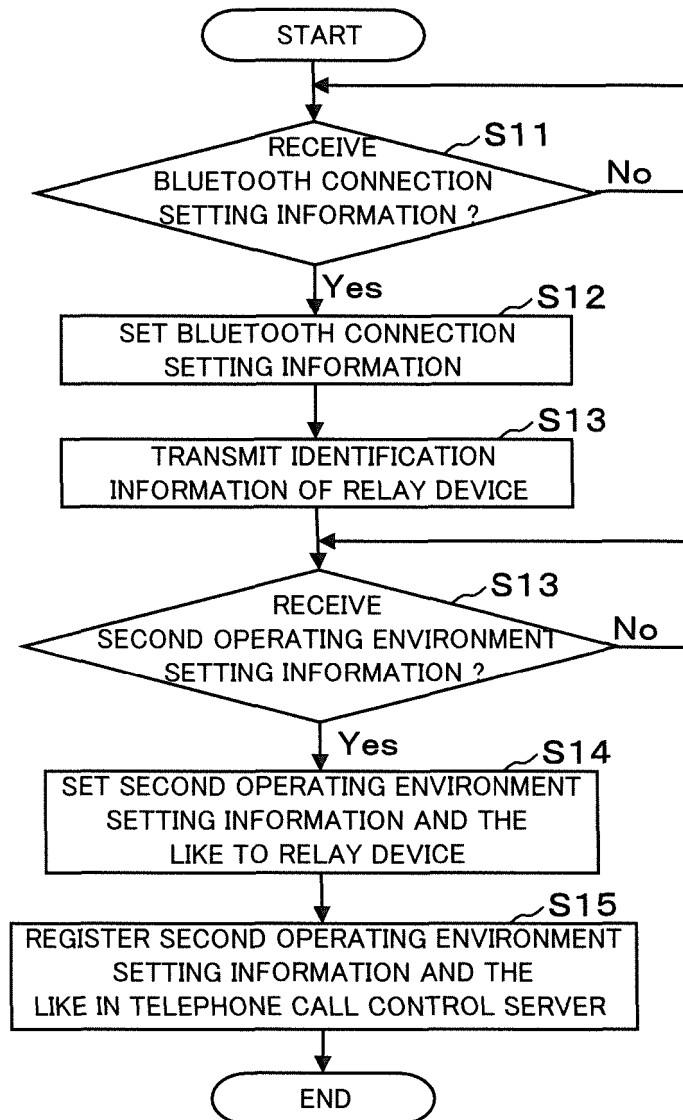 START
S11
RECEIVE
BLUETOOTH CONNECTION
SETTING INFORMATION ?
No
Yes
S12
SET BLUETOOTH CONNECTION
SETTING INFORMATION
S13
TRANSMIT IDENTIFICATION
INFORMATION OF RELAY DEVICE
S13
RECEIVE
SECOND OPERATING ENVIRONMENT
SETTING INFORMATION ?
No
Yes
S14
SET SECOND OPERATING ENVIRONMENT
SETTING INFORMATION AND THE
LIKE TO RELAY DEVICE
S15
REGISTER SECOND OPERATING ENVIRONMENT
SETTING INFORMATION AND THE
LIKE IN TELEPHONE CALL CONTROL SERVER
END